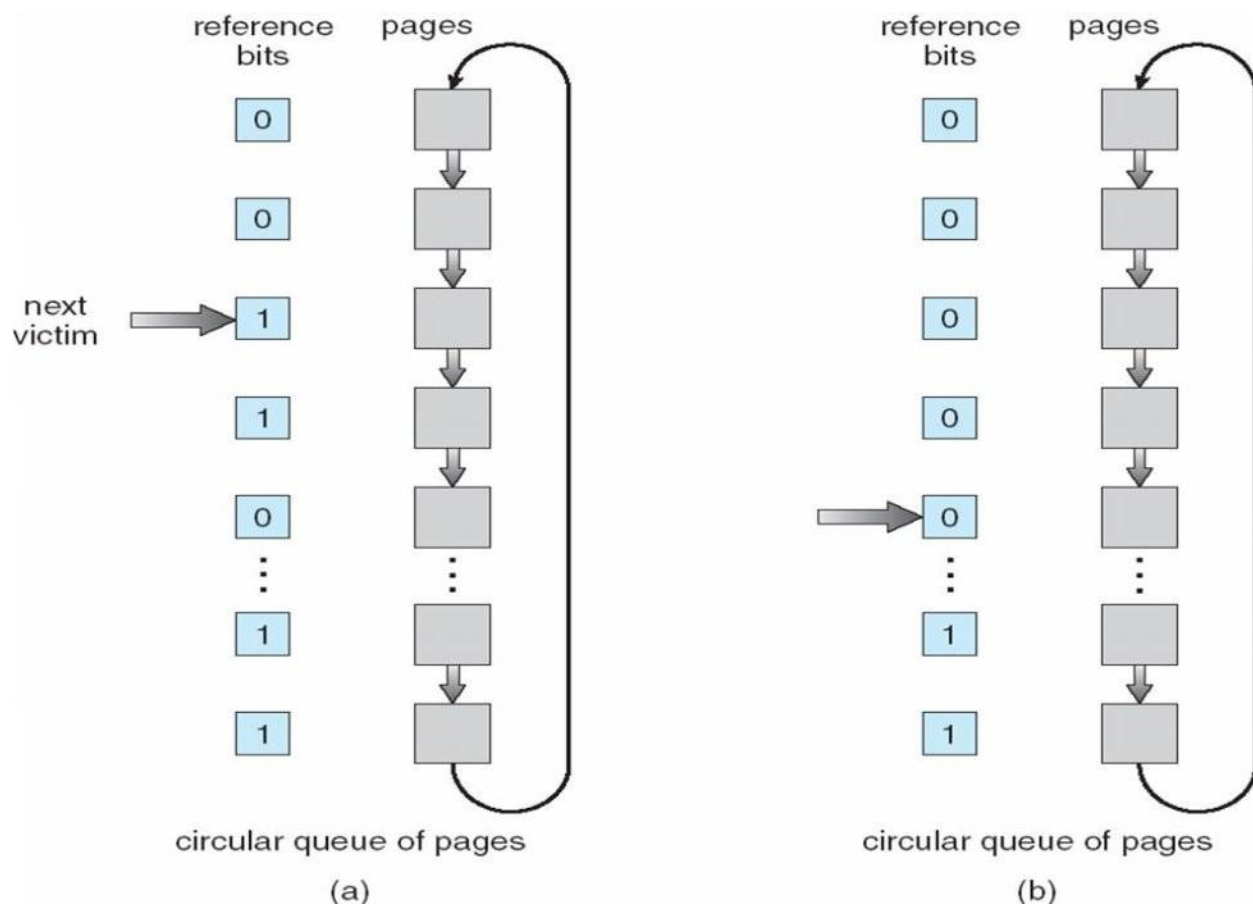 reference
bits
pages
0
0
next
victim
1
1
0
1
1
circular queue of pages
(a)
reference
bits
pages
0
0
0
0
0
1
1
circular queue of pages
(b)